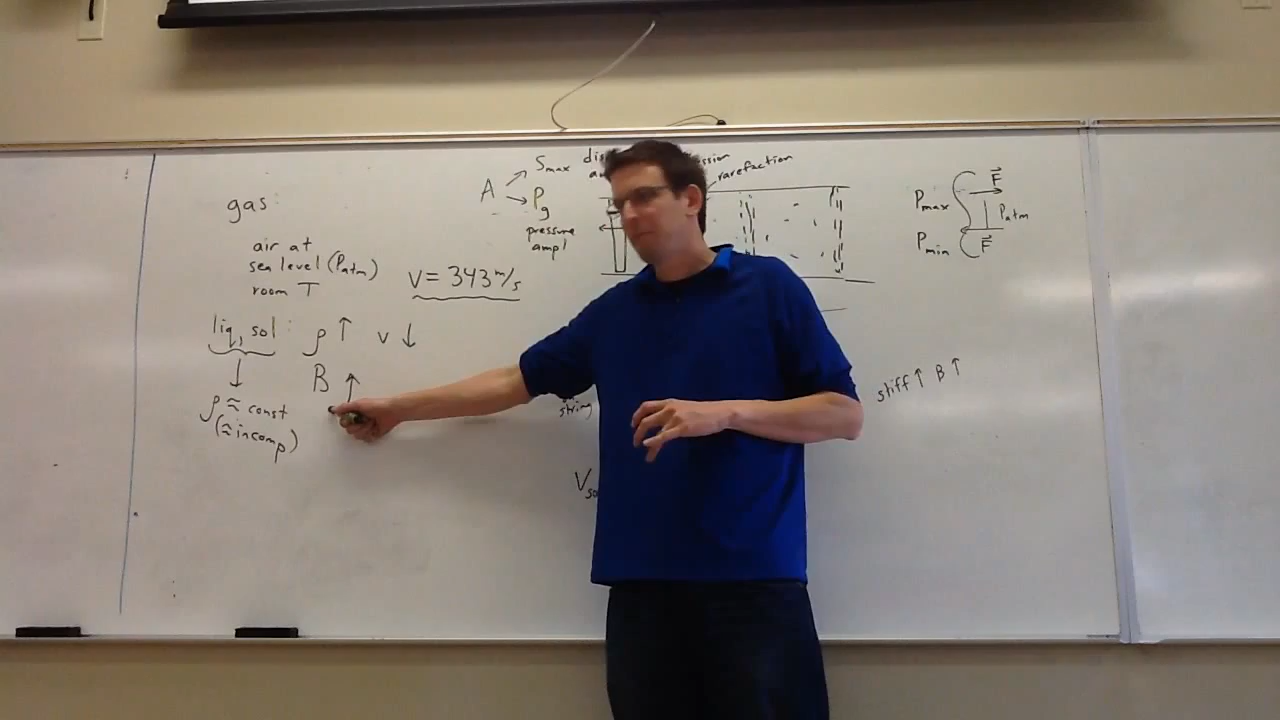 gas:
air at
sea level (Patm)
room T
v = 343 m/s
liq, sol: ρ ↑ v ↓
B ↑
ρ ≈ const
(≈ incomp)
A
Smax
Pg
pressure
ampl
rarefaction
Pmax
Pmin
F
Patm
F
string
stiff ↑ B ↑